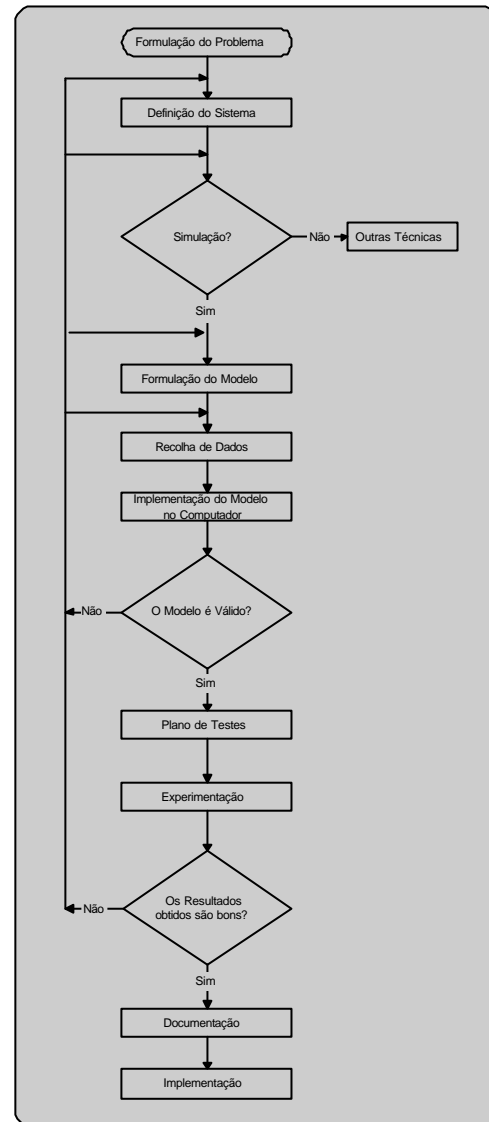 Formulação do Problema
Definição do Sistema
Simulação?
Não
Outras Técnicas
Sim
Formulação do Modelo
Recolha de Dados
Implementação do Modelo
no Computador
Não
O Modelo é Válido?
Sim
Plano de Testes
Experimentação
Não
Os Resultados
obtidos são bons?
Sim
Documentação
Implementação